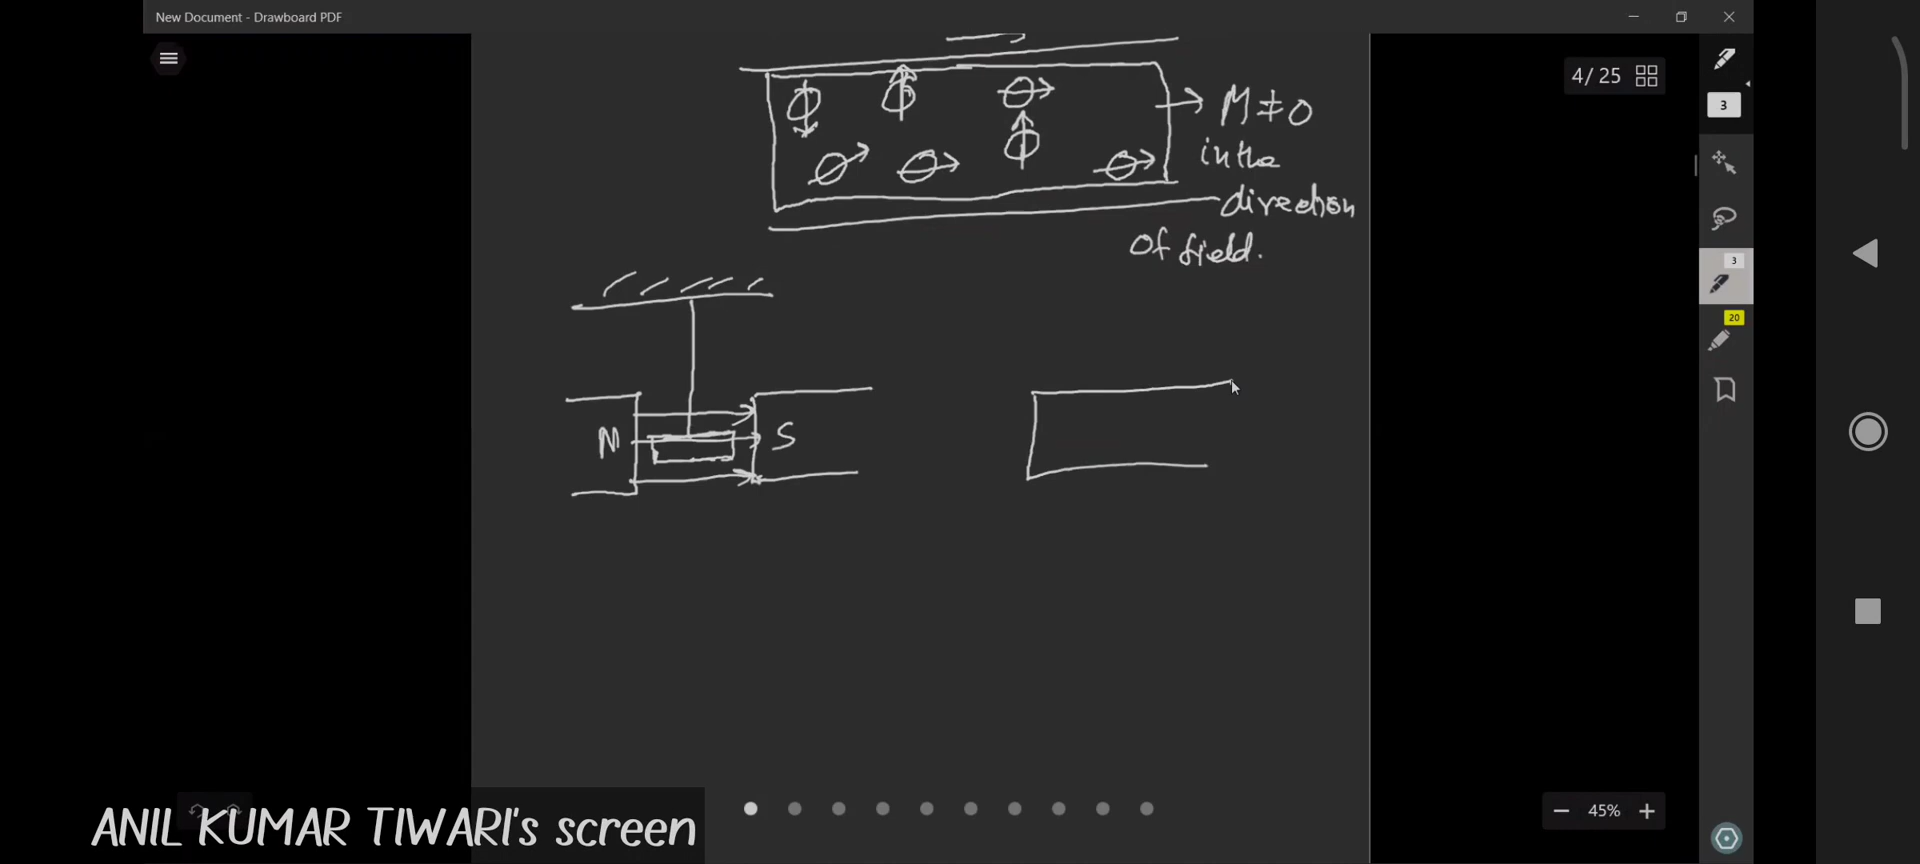 New Document - Drawboard PDF
4/ 25
3
M ≠ 0
in the
direction
of field.
3
20
N
S
45%
ANIL KUMAR TIWARI's screen